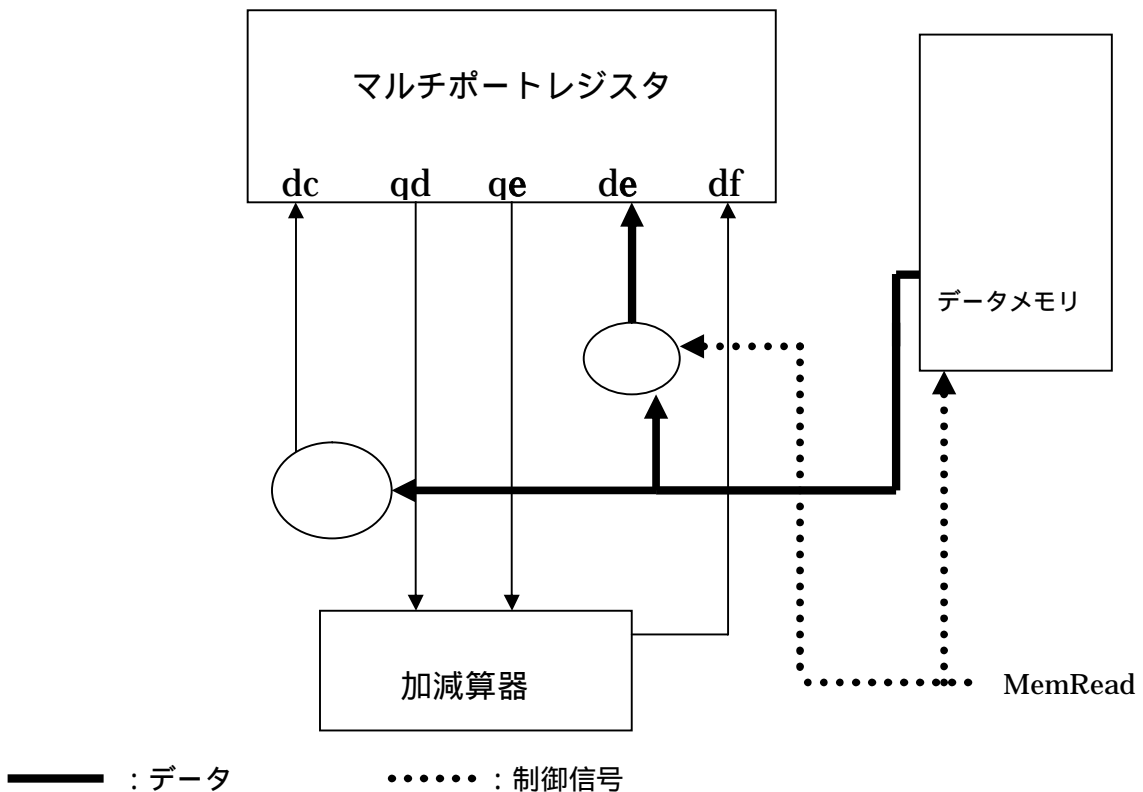 マルチポートレジスタ
dc qd qe de df
データメモリ
加減算器
MemRead
：データ ：制御信号